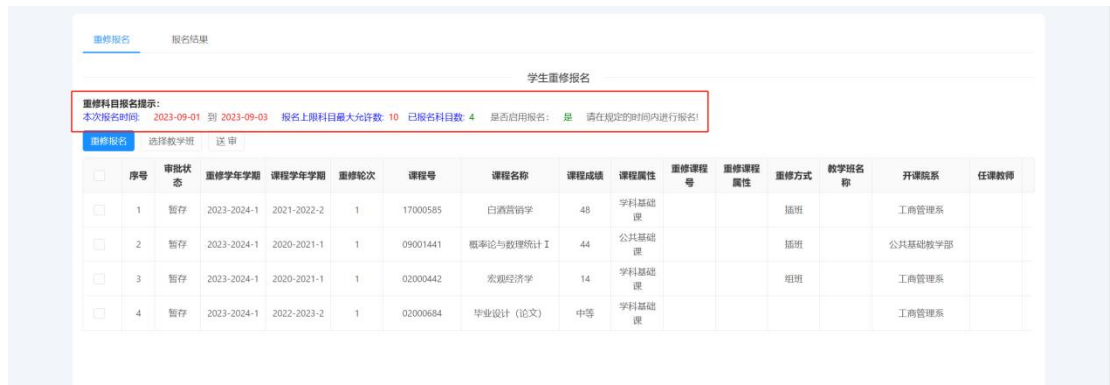 重修报名 报名结果
学生重修报名
重修科目报名提示:
本次报名时间: 2023-09-01 到 2023-09-03 报名上限科目最大允许数: 10 已报名科目数: 4 是否启用报名: 是 请在规定的时间内进行报名!
重修报名 选择教学班 送 审
序号 审批状态 重修学年学期 课程学年学期 重修轮次 课程号 课程名称 课程成绩 课程属性 重修课程号 重修课程属性 重修方式 教学班名称 开课院系 任课教师
1 暂存 2023-2024-1 2021-2022-2 1 17000585 白酒营销学 48 学科基础课 插班 工商管理系
2 暂存 2023-2024-1 2020-2021-1 1 09001441 概率论与数理统计 I 44 公共基础课 插班 公共基础教学部
3 暂存 2023-2024-1 2020-2021-1 1 02000442 宏观经济学 14 学科基础课 组班 工商管理系
4 暂存 2023-2024-1 2022-2023-2 1 02000684 毕业设计（论文） 中等 学科基础课 工商管理系